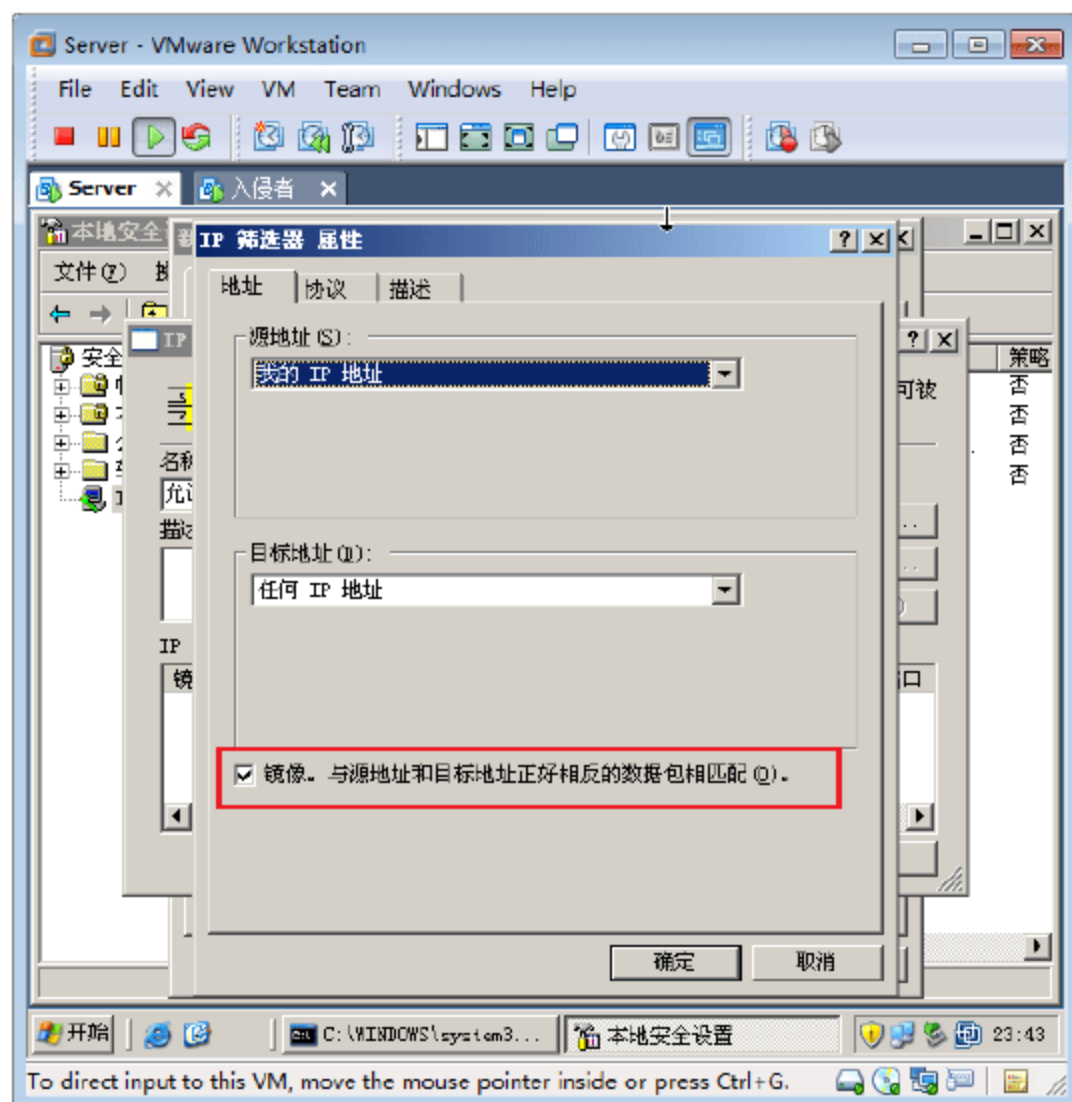 Server - VMware Workstation
File Edit View VM Team Windows Help
Server 入侵者
本地安全
IP 筛选器 属性
文件(F)
地址 协议 描述
源地址(S):
我的 IP 地址
IP
安全
策略
否
否
否
否
可被
名称
描述
目标地址(D):
任何 IP 地址
IP
镜
口
镜像。与源地址和目标地址正好相反的数据包相匹配(O)。
确定 取消
开始 C:\WINDOWS\system3... 本地安全设置 23:43
To direct input to this VM, move the mouse pointer inside or press Ctrl+G.